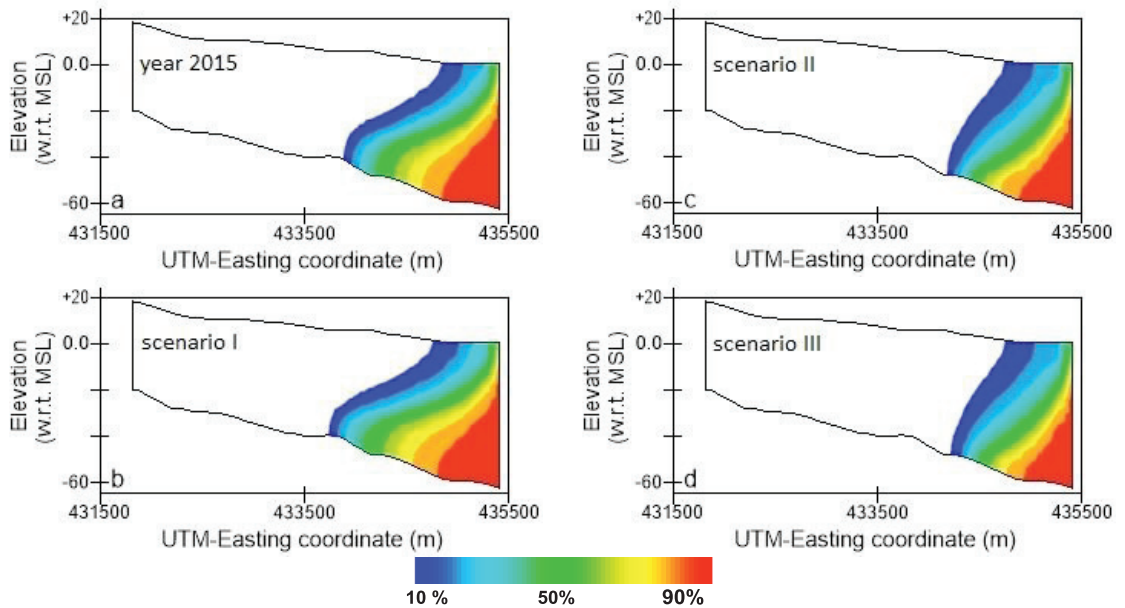 +20
0.0
-60
Elevation
(w.r.t. MSL)
year 2015
a
431500
433500
435500
UTM-Easting coordinate (m)
+20
0.0
-60
Elevation
(w.r.t. MSL)
scenario II
c
431500
433500
435500
UTM-Easting coordinate (m)
+20
0.0
-60
Elevation
(w.r.t. MSL)
scenario I
b
431500
433500
435500
UTM-Easting coordinate (m)
+20
0.0
-60
Elevation
(w.r.t. MSL)
scenario III
d
431500
433500
435500
UTM-Easting coordinate (m)
10 %
50%
90%